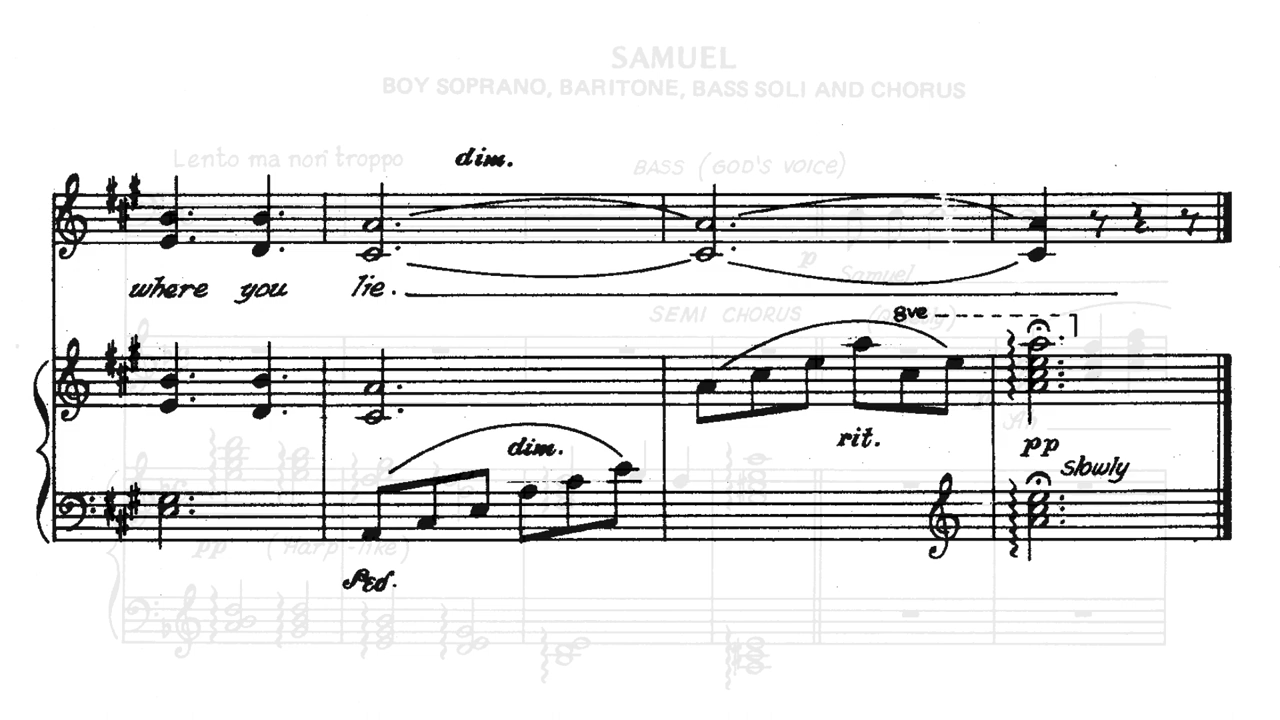 SAMUEL
BOY SOPRANO, BARITONE, BASS SOLI AND CHORUS
Lento ma non troppo
dim.
BASS (GOD'S VOICE)
p
Samuel
where you lie.
SEMI CHORUS
8ve
Ah
dim.
rit.
pp
slowly
pp (Harp-like)
Ped.